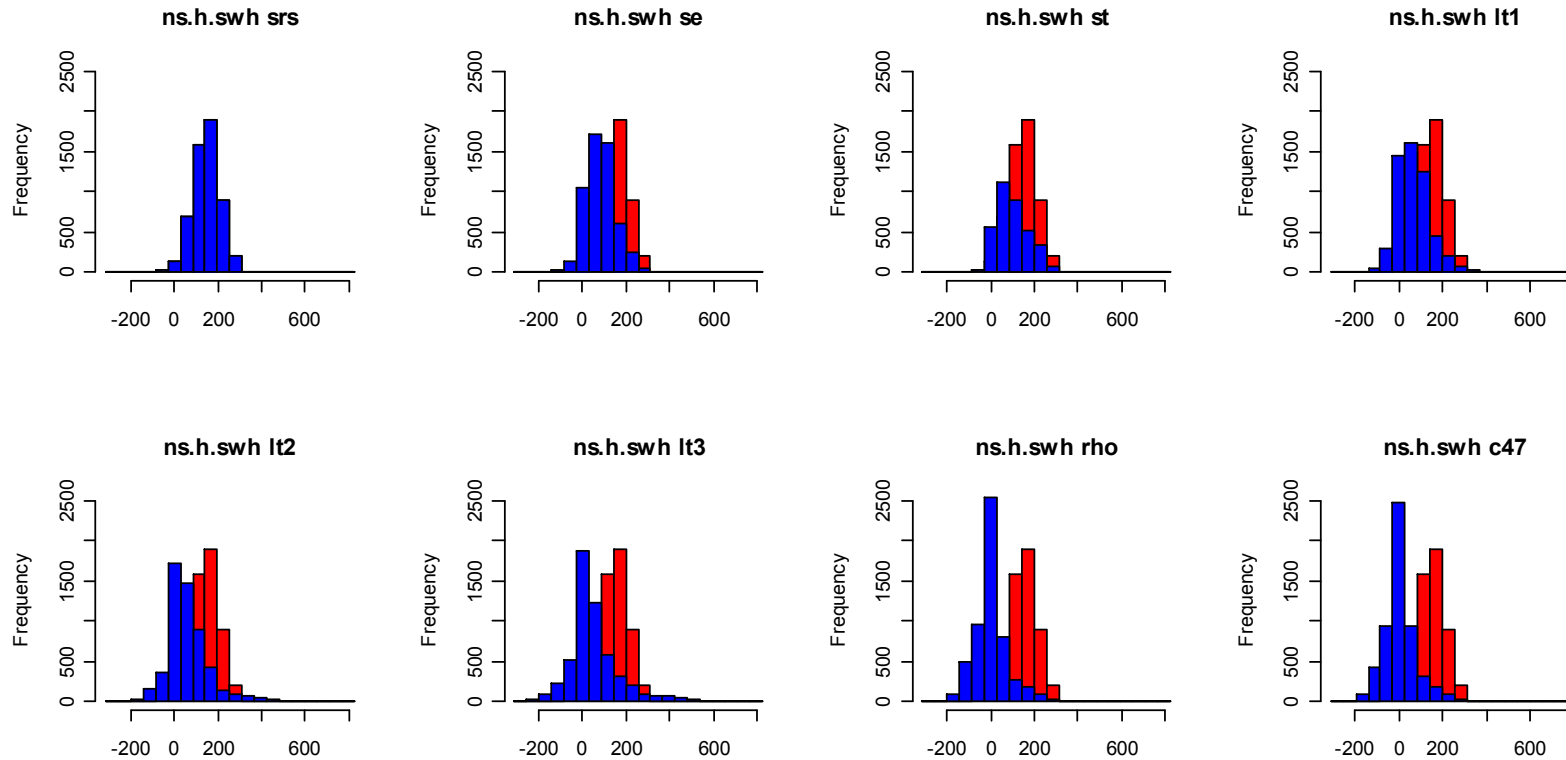 ns.h.swh srs
Frequency
0 500 1500 2500
-200 0 200 600
ns.h.swh se
Frequency
0 500 1500 2500
-200 0 200 600
ns.h.swh st
Frequency
0 500 1500 2500
-200 0 200 600
ns.h.swh lt1
Frequency
0 500 1500 2500
-200 0 200 600
ns.h.swh lt2
Frequency
0 500 1500 2500
-200 0 200 600
ns.h.swh lt3
Frequency
0 500 1500 2500
-200 0 200 600
ns.h.swh rho
Frequency
0 500 1500 2500
-200 0 200 600
ns.h.swh c47
Frequency
0 500 1500 2500
-200 0 200 600